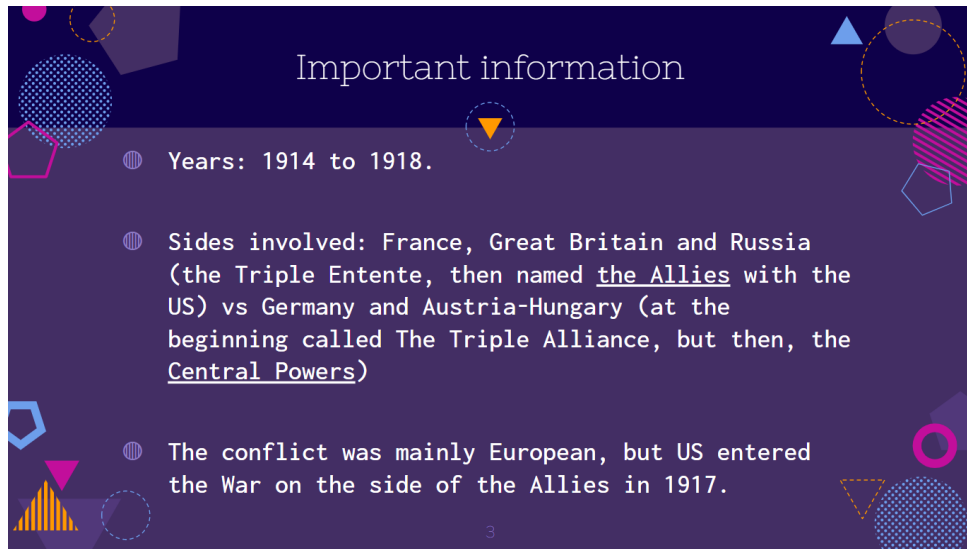 Important information
Years: 1914 to 1918.
Sides involved: France, Great Britain and Russia
(the Triple Entente, then named the Allies with the
US) vs Germany and Austria-Hungary (at the
beginning called The Triple Alliance, but then, the
Central Powers)
The conflict was mainly European, but US entered
the War on the side of the Allies in 1917.
3